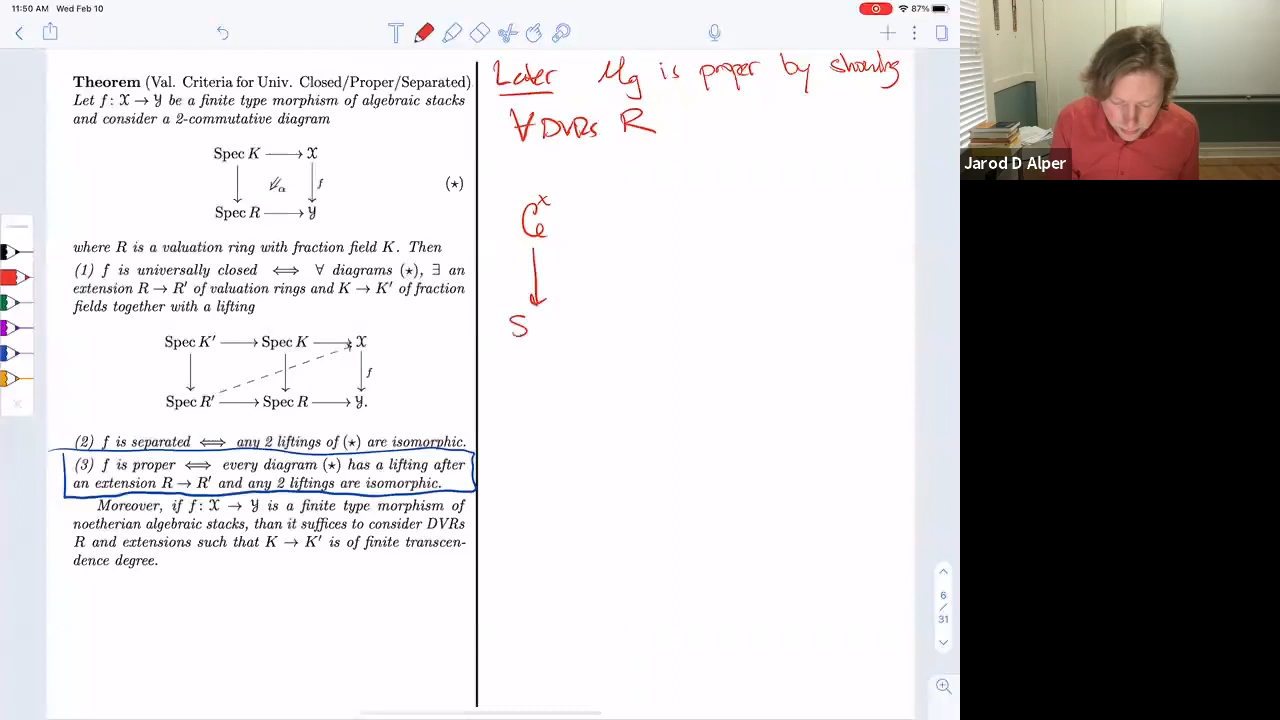 11:50 AM Wed Feb 10
87%
Theorem (Val. Criteria for Univ. Closed/Proper/Separated)
Let f: 𝒳 → 𝒴 be a finite type morphism of algebraic stacks
and consider a 2-commutative diagram
Spec K → 𝒳
α f (⋆)
Spec R → 𝒴
where R is a valuation ring with fraction field K. Then
(1) f is universally closed ⟺ ∀ diagrams (⋆), ∃ an
extension R → R′ of valuation rings and K → K′ of fraction
fields together with a lifting
Spec K′ → Spec K → 𝒳
f
Spec R′ → Spec R → 𝒴.
(2) f is separated ⟺ any 2 liftings of (⋆) are isomorphic.
(3) f is proper ⟺ every diagram (⋆) has a lifting after
an extension R → R′ and any 2 liftings are isomorphic.
Moreover, if f: 𝒳 → 𝒴 is a finite type morphism of
noetherian algebraic stacks, than it suffices to consider DVRs
R and extensions such that K → K′ is of finite transcen-
dence degree.
Later Mg is proper by showing
∀ DVRs R
S
6
/
31
Jarod D Alper